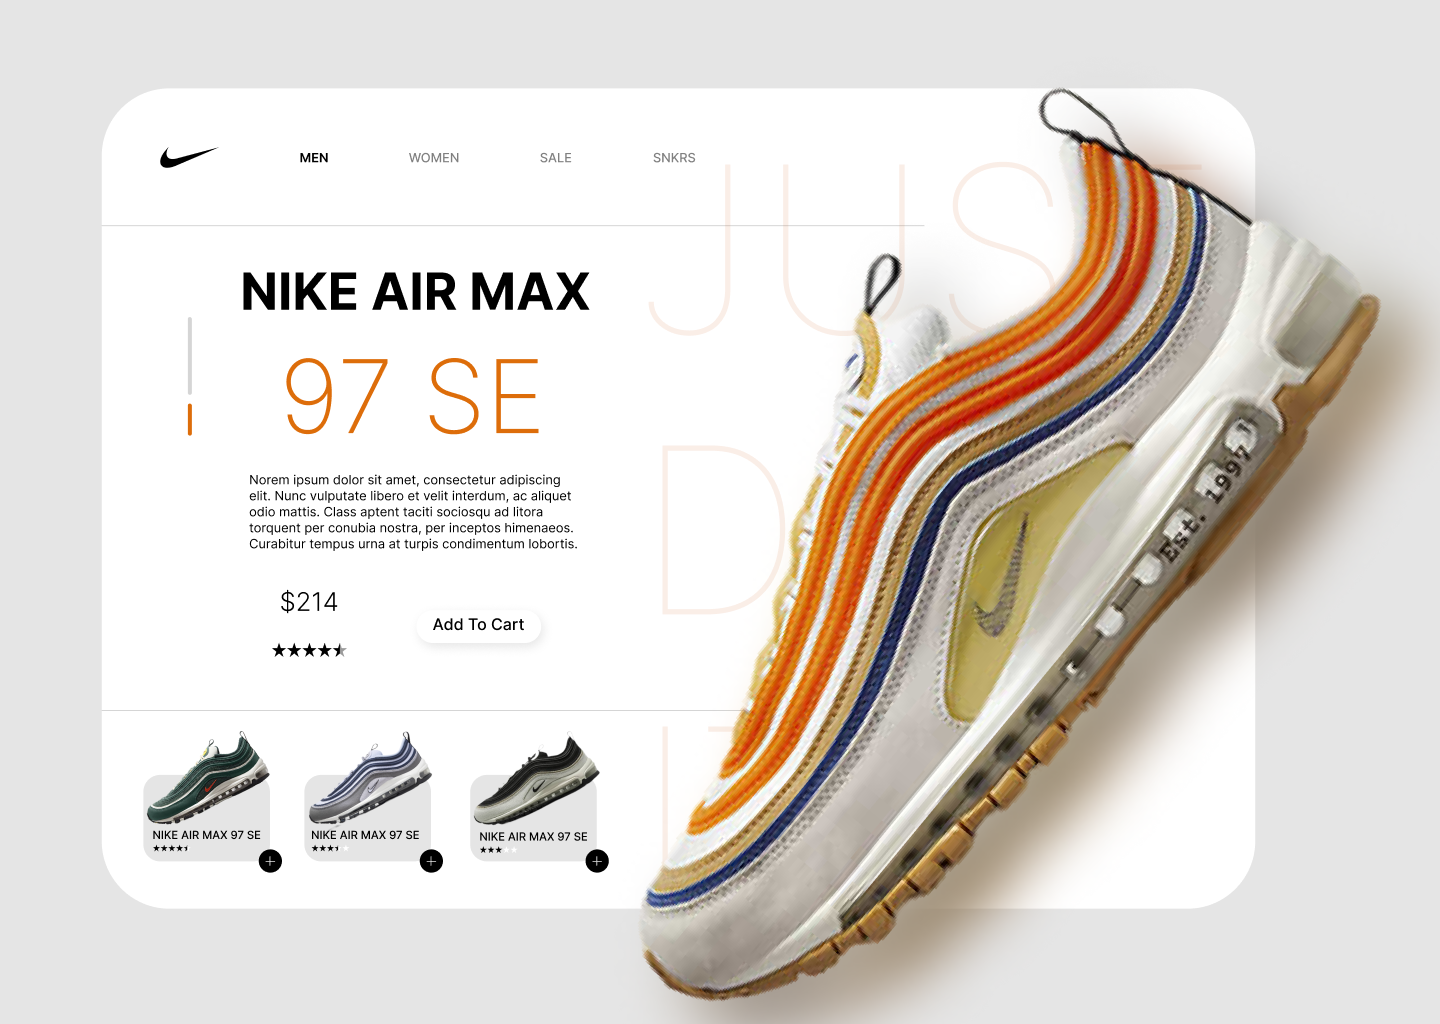 MEN WOMEN SALE SNKRS
JUST
NIKE AIR MAX
97 SE
Norem ipsum dolor sit amet, consectetur adipiscing
elit. Nunc vulputate libero et velit interdum, ac aliquet
odio mattis. Class aptent taciti sociosqu ad litora
torquent per conubia nostra, per inceptos himenaeos.
Curabitur tempus urna at turpis condimentum lobortis.
D
Est. 1997
$214
Add To Cart
IT
NIKE AIR MAX 97 SE
NIKE AIR MAX 97 SE
NIKE AIR MAX 97 SE